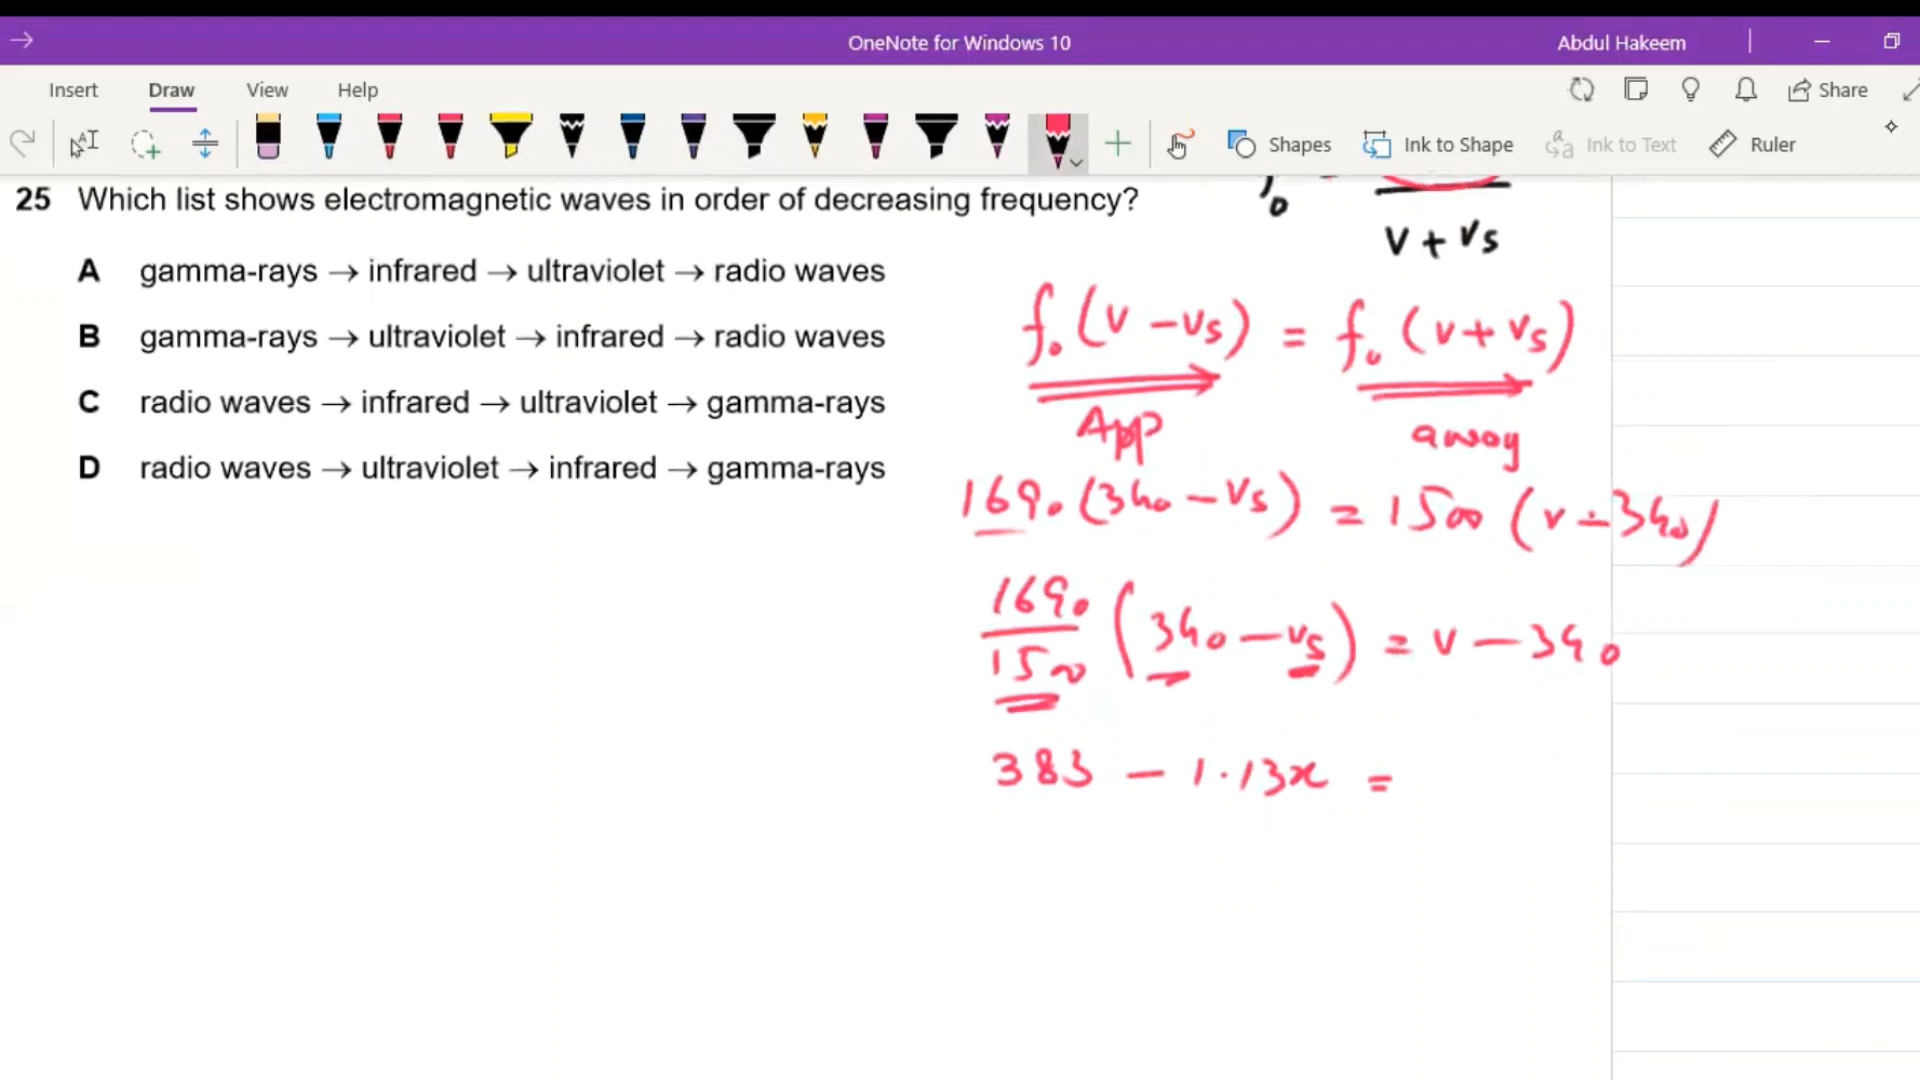 OneNote for Windows 10
Abdul Hakeem
Insert Draw View Help
Share
Shapes Ink to Shape Ink to Text Ruler
25 Which list shows electromagnetic waves in order of decreasing frequency?
A gamma-rays → infrared → ultraviolet → radio waves
B gamma-rays → ultraviolet → infrared → radio waves
C radio waves → infrared → ultraviolet → gamma-rays
D radio waves → ultraviolet → infrared → gamma-rays
v + vs
f₀(v − vs) = f₀(v + vs)
App away
1690(340 − vs) = 1500(v − 340)
1690
1500
(340 − vs) = v − 340
383 − 1.13x =